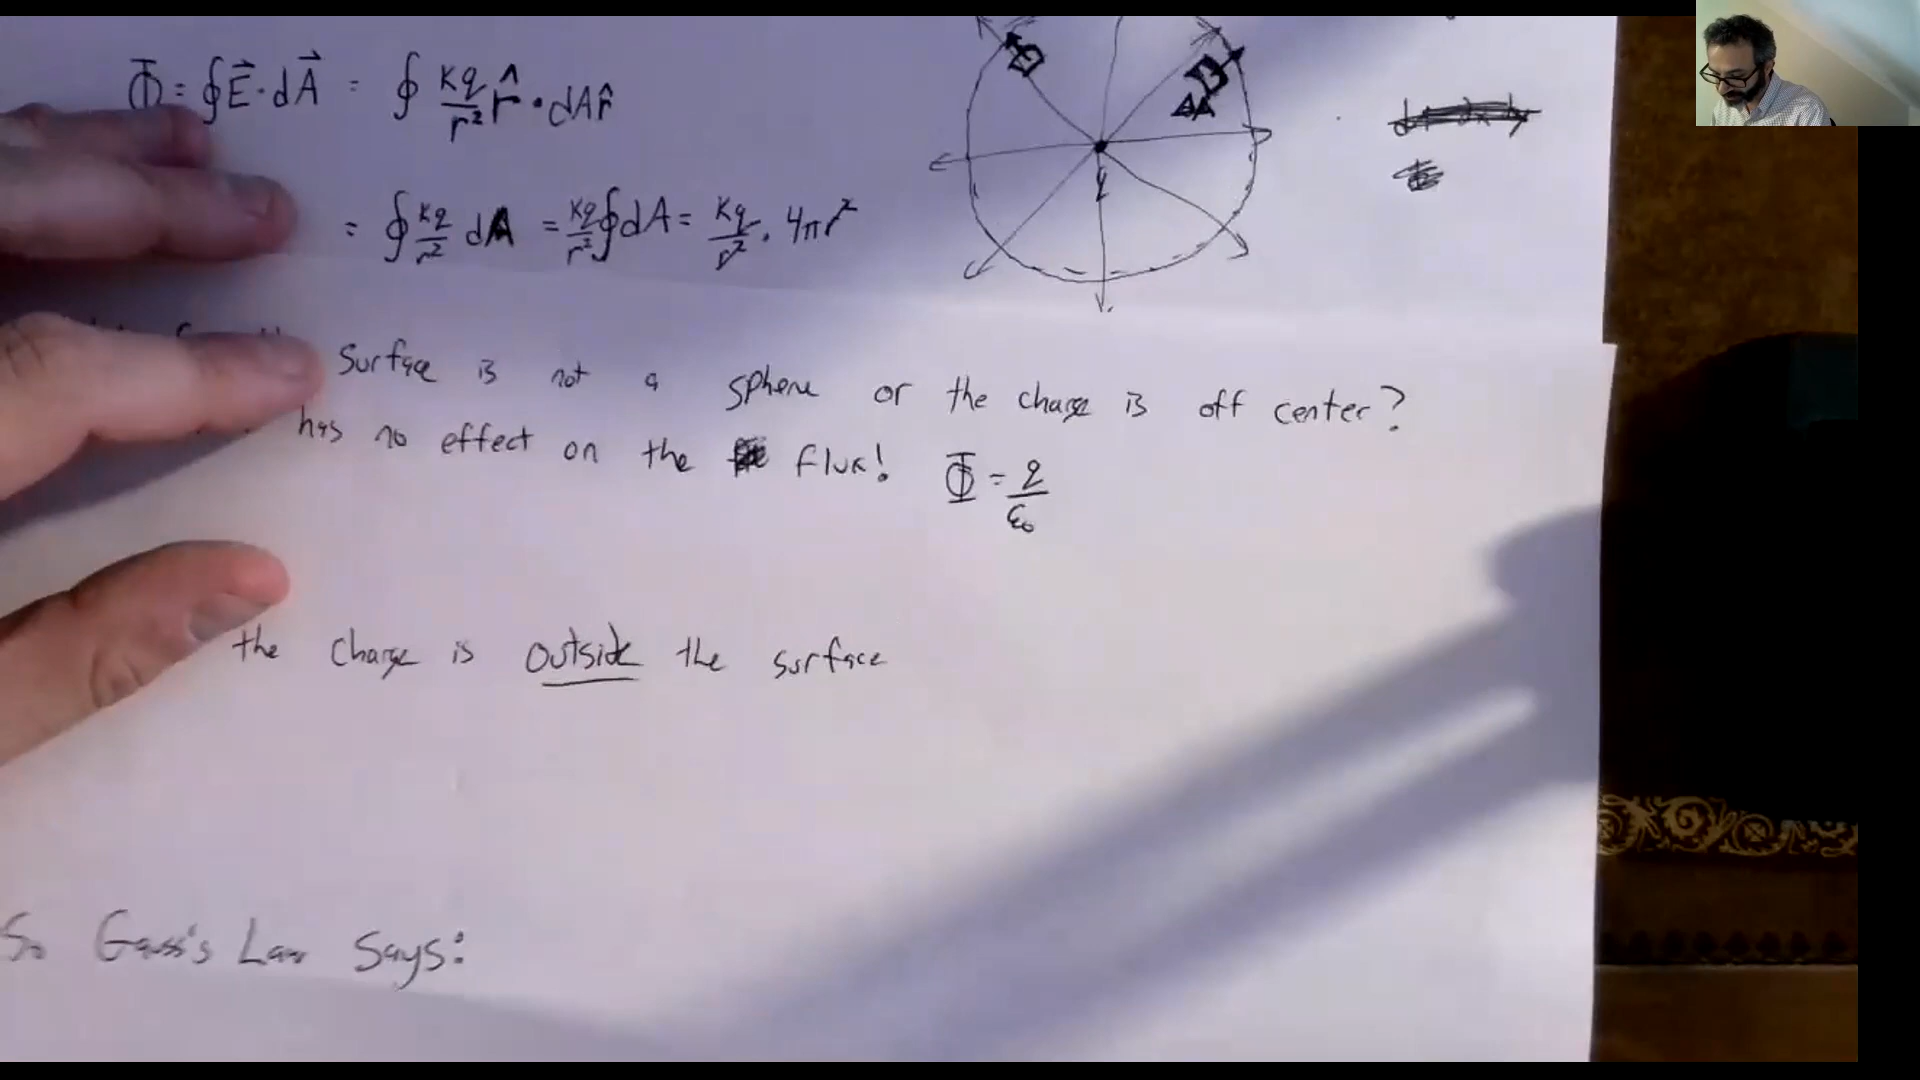 Φ = ∮E⃗·dA⃗ = ∮ kq/r² r̂ · dA r̂
= ∮ kq/r² dA = kq/r² ∮dA = kq/r² · 4πr²
ΔA
q
surface is not a sphere or the charge is off center?
has no effect on the flux! Φ = q/ε₀
the charge is outside the surface
So Gauss's Law Says: